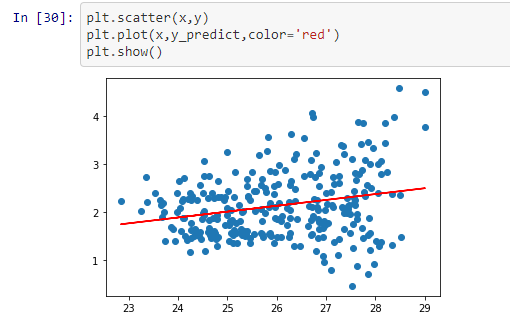 In [30]: plt.scatter(x,y)
plt.plot(x,y_predict,color='red')
plt.show()
4
3
2
1
23 24 25 26 27 28 29